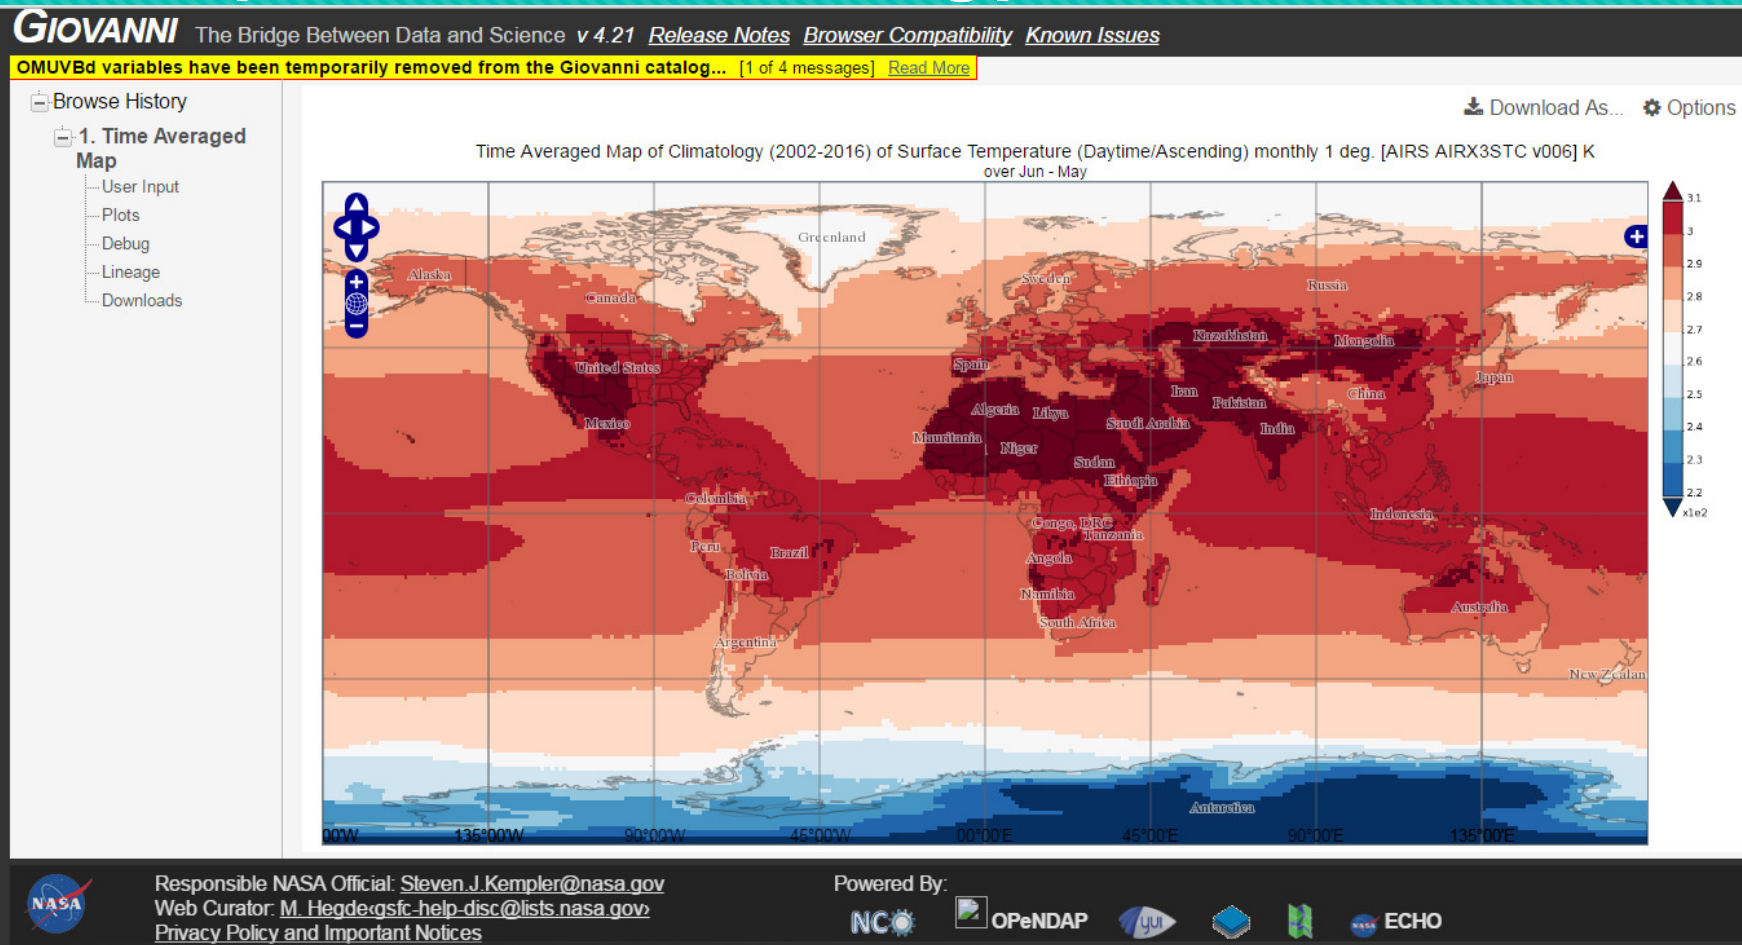 GIOVANNI The Bridge Between Data and Science v 4.21 Release Notes Browser Compatibility Known Issues
OMUVBd variables have been temporarily removed from the Giovanni catalog... [1 of 4 messages] Read More
Browse History
1. Time Averaged
Map
User Input
Plots
Debug
Lineage
Downloads
Download As... Options
Time Averaged Map of Climatology (2002-2016) of Surface Temperature (Daytime/Ascending) monthly 1 deg. [AIRS AIRX3STC v006] K
over Jun - May
Greenland
Alaska
Canada
Sweden
Russia
United States
Mexico
Spain
Kazakhstan
Mongolia
Japan
China
Iran
Pakistan
India
Algeria
Libya
Saudi Arabia
Mauritania
Niger
Sudan
Ethiopia
Colombia
Peru
Brazil
Bolivia
Argentina
Congo, DRC
Tanzania
Angola
Namibia
South Africa
Indonesia
Australia
New Zealan
Antarctica
00'W 135°00'W 90°00'W 45°00'W 00°00'E 45°00'E 90°00'E 135°00'E
3.1
3
2.9
2.8
2.7
2.6
2.5
2.4
2.3
2.2
x1e2
NASA
Responsible NASA Official: Steven.J.Kempler@nasa.gov
Web Curator: M. Hegde‹gsfc-help-disc@lists.nasa.gov›
Privacy Policy and Important Notices
Powered By:
NCO OPeNDAP yui NASA ECHO